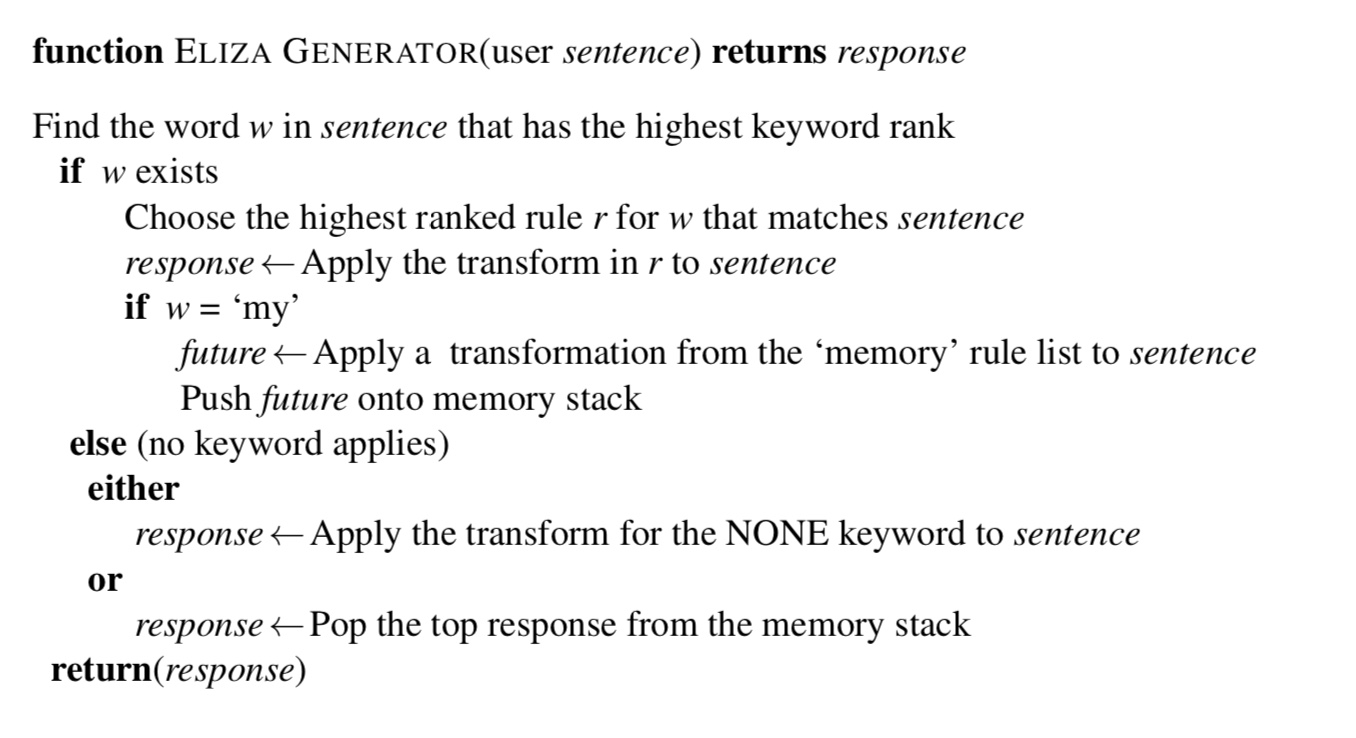 function ELIZA GENERATOR(user sentence) returns response
Find the word w in sentence that has the highest keyword rank
if w exists
Choose the highest ranked rule r for w that matches sentence
response ← Apply the transform in r to sentence
if w = ‘my’
future ← Apply a transformation from the ‘memory’ rule list to sentence
Push future onto memory stack
else (no keyword applies)
either
response ← Apply the transform for the NONE keyword to sentence
or
response ← Pop the top response from the memory stack
return(response)